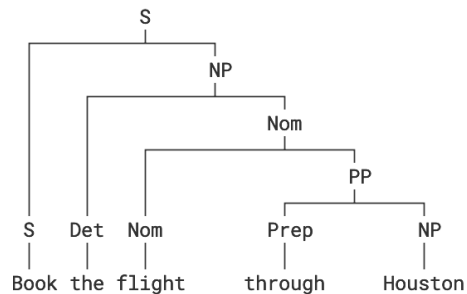 S
NP
Nom
PP
S Det Nom Prep NP
Book the flight through Houston